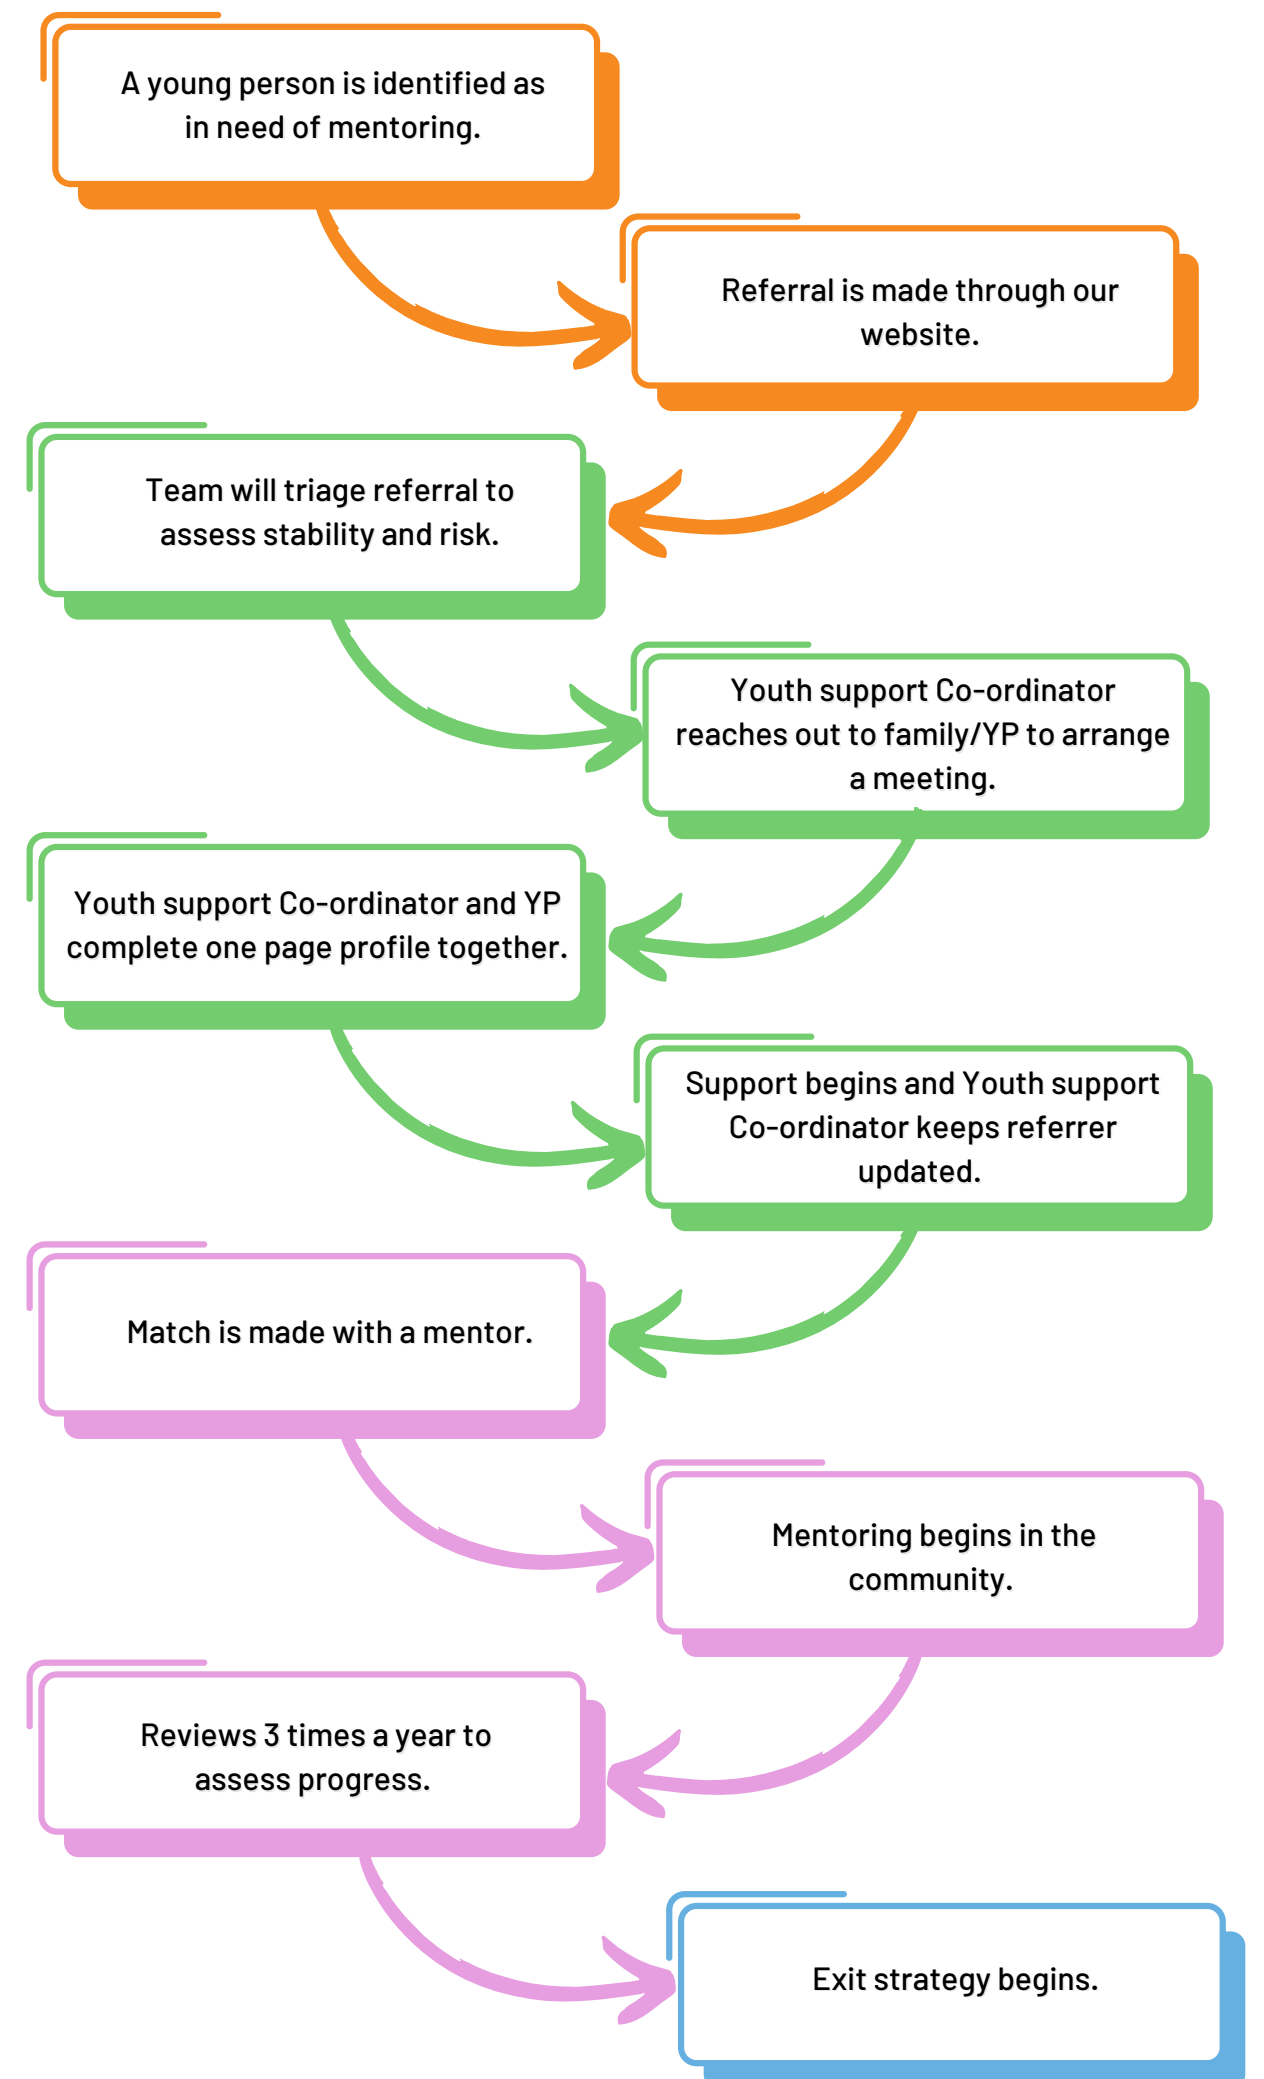 A young person is identified as
in need of mentoring.
Referral is made through our
website.
Team will triage referral to
assess stability and risk.
Youth support Co-ordinator
reaches out to family/YP to arrange
a meeting.
Youth support Co-ordinator and YP
complete one page profile together.
Support begins and Youth support
Co-ordinator keeps referrer
updated.
Match is made with a mentor.
Mentoring begins in the
community.
Reviews 3 times a year to
assess progress.
Exit strategy begins.